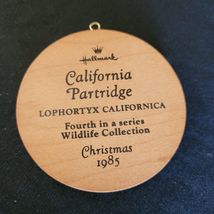 Hallmark
California
Partridge
LOPHORTYX CALIFORNICA
Fourth in a series
Wildlife Collection
Christmas
1985